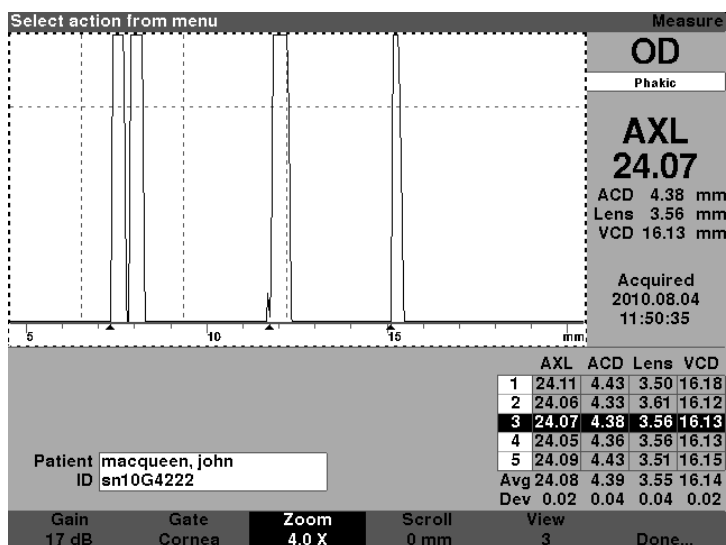 Select action from menu
Measure
OD
Phakic
AXL
24.07
ACD 4.38 mm
Lens 3.56 mm
VCD 16.13 mm
Acquired
2010.08.04
11:50:35
5 10 15 mm
AXL ACD Lens VCD
1 24.11 4.43 3.50 16.18
2 24.06 4.33 3.61 16.12
3 24.07 4.38 3.56 16.13
4 24.05 4.36 3.56 16.13
5 24.09 4.43 3.51 16.15
Avg 24.08 4.39 3.55 16.14
Dev 0.02 0.04 0.04 0.02
Patient macqueen, john
ID sn10G4222
Gain Gate Zoom Scroll View
17 dB Cornea 4.0 X 0 mm 3 Done...